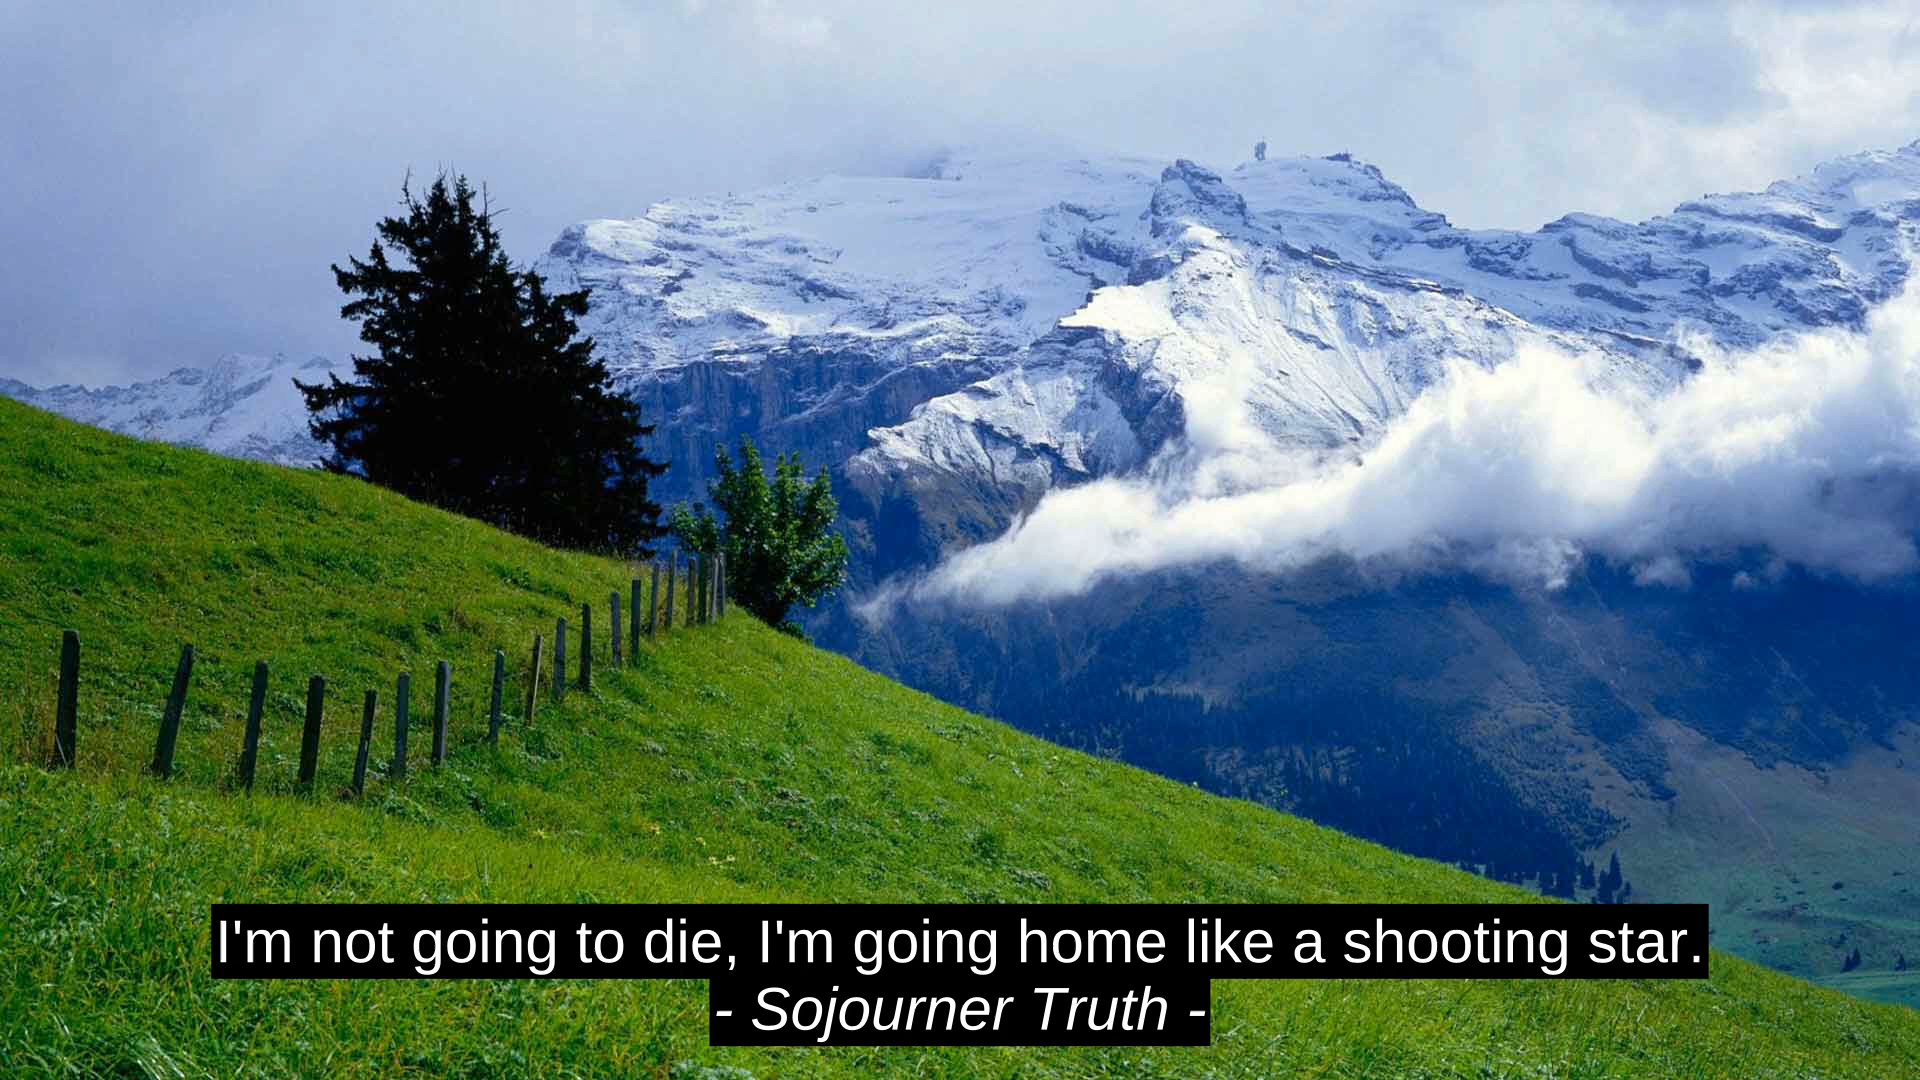 I'm not going to die, I'm going home like a shooting star.
- Sojourner Truth -